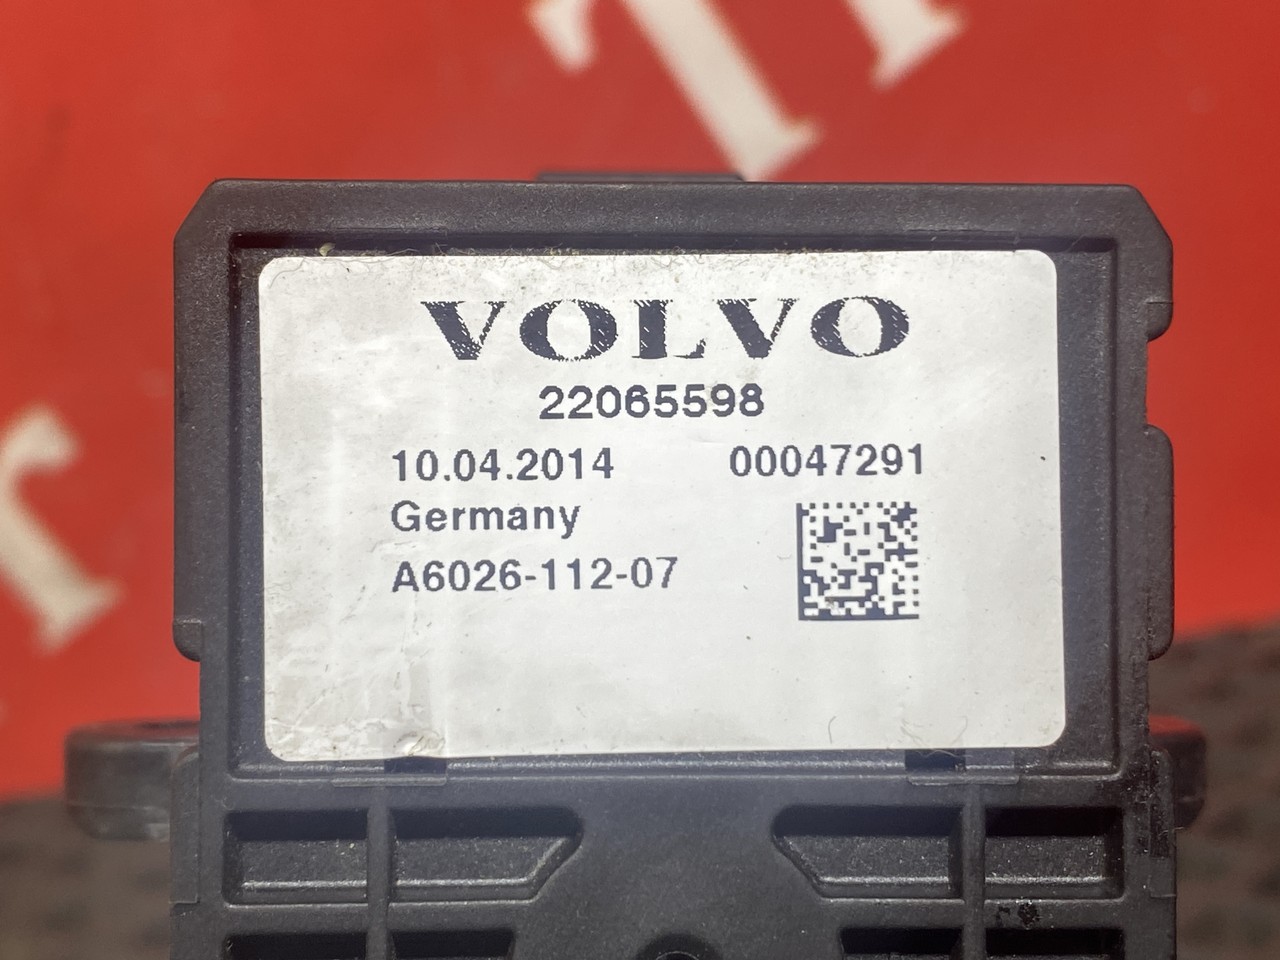 VOLVO
22065598
10.04.2014 00047291
Germany
A6026-112-07